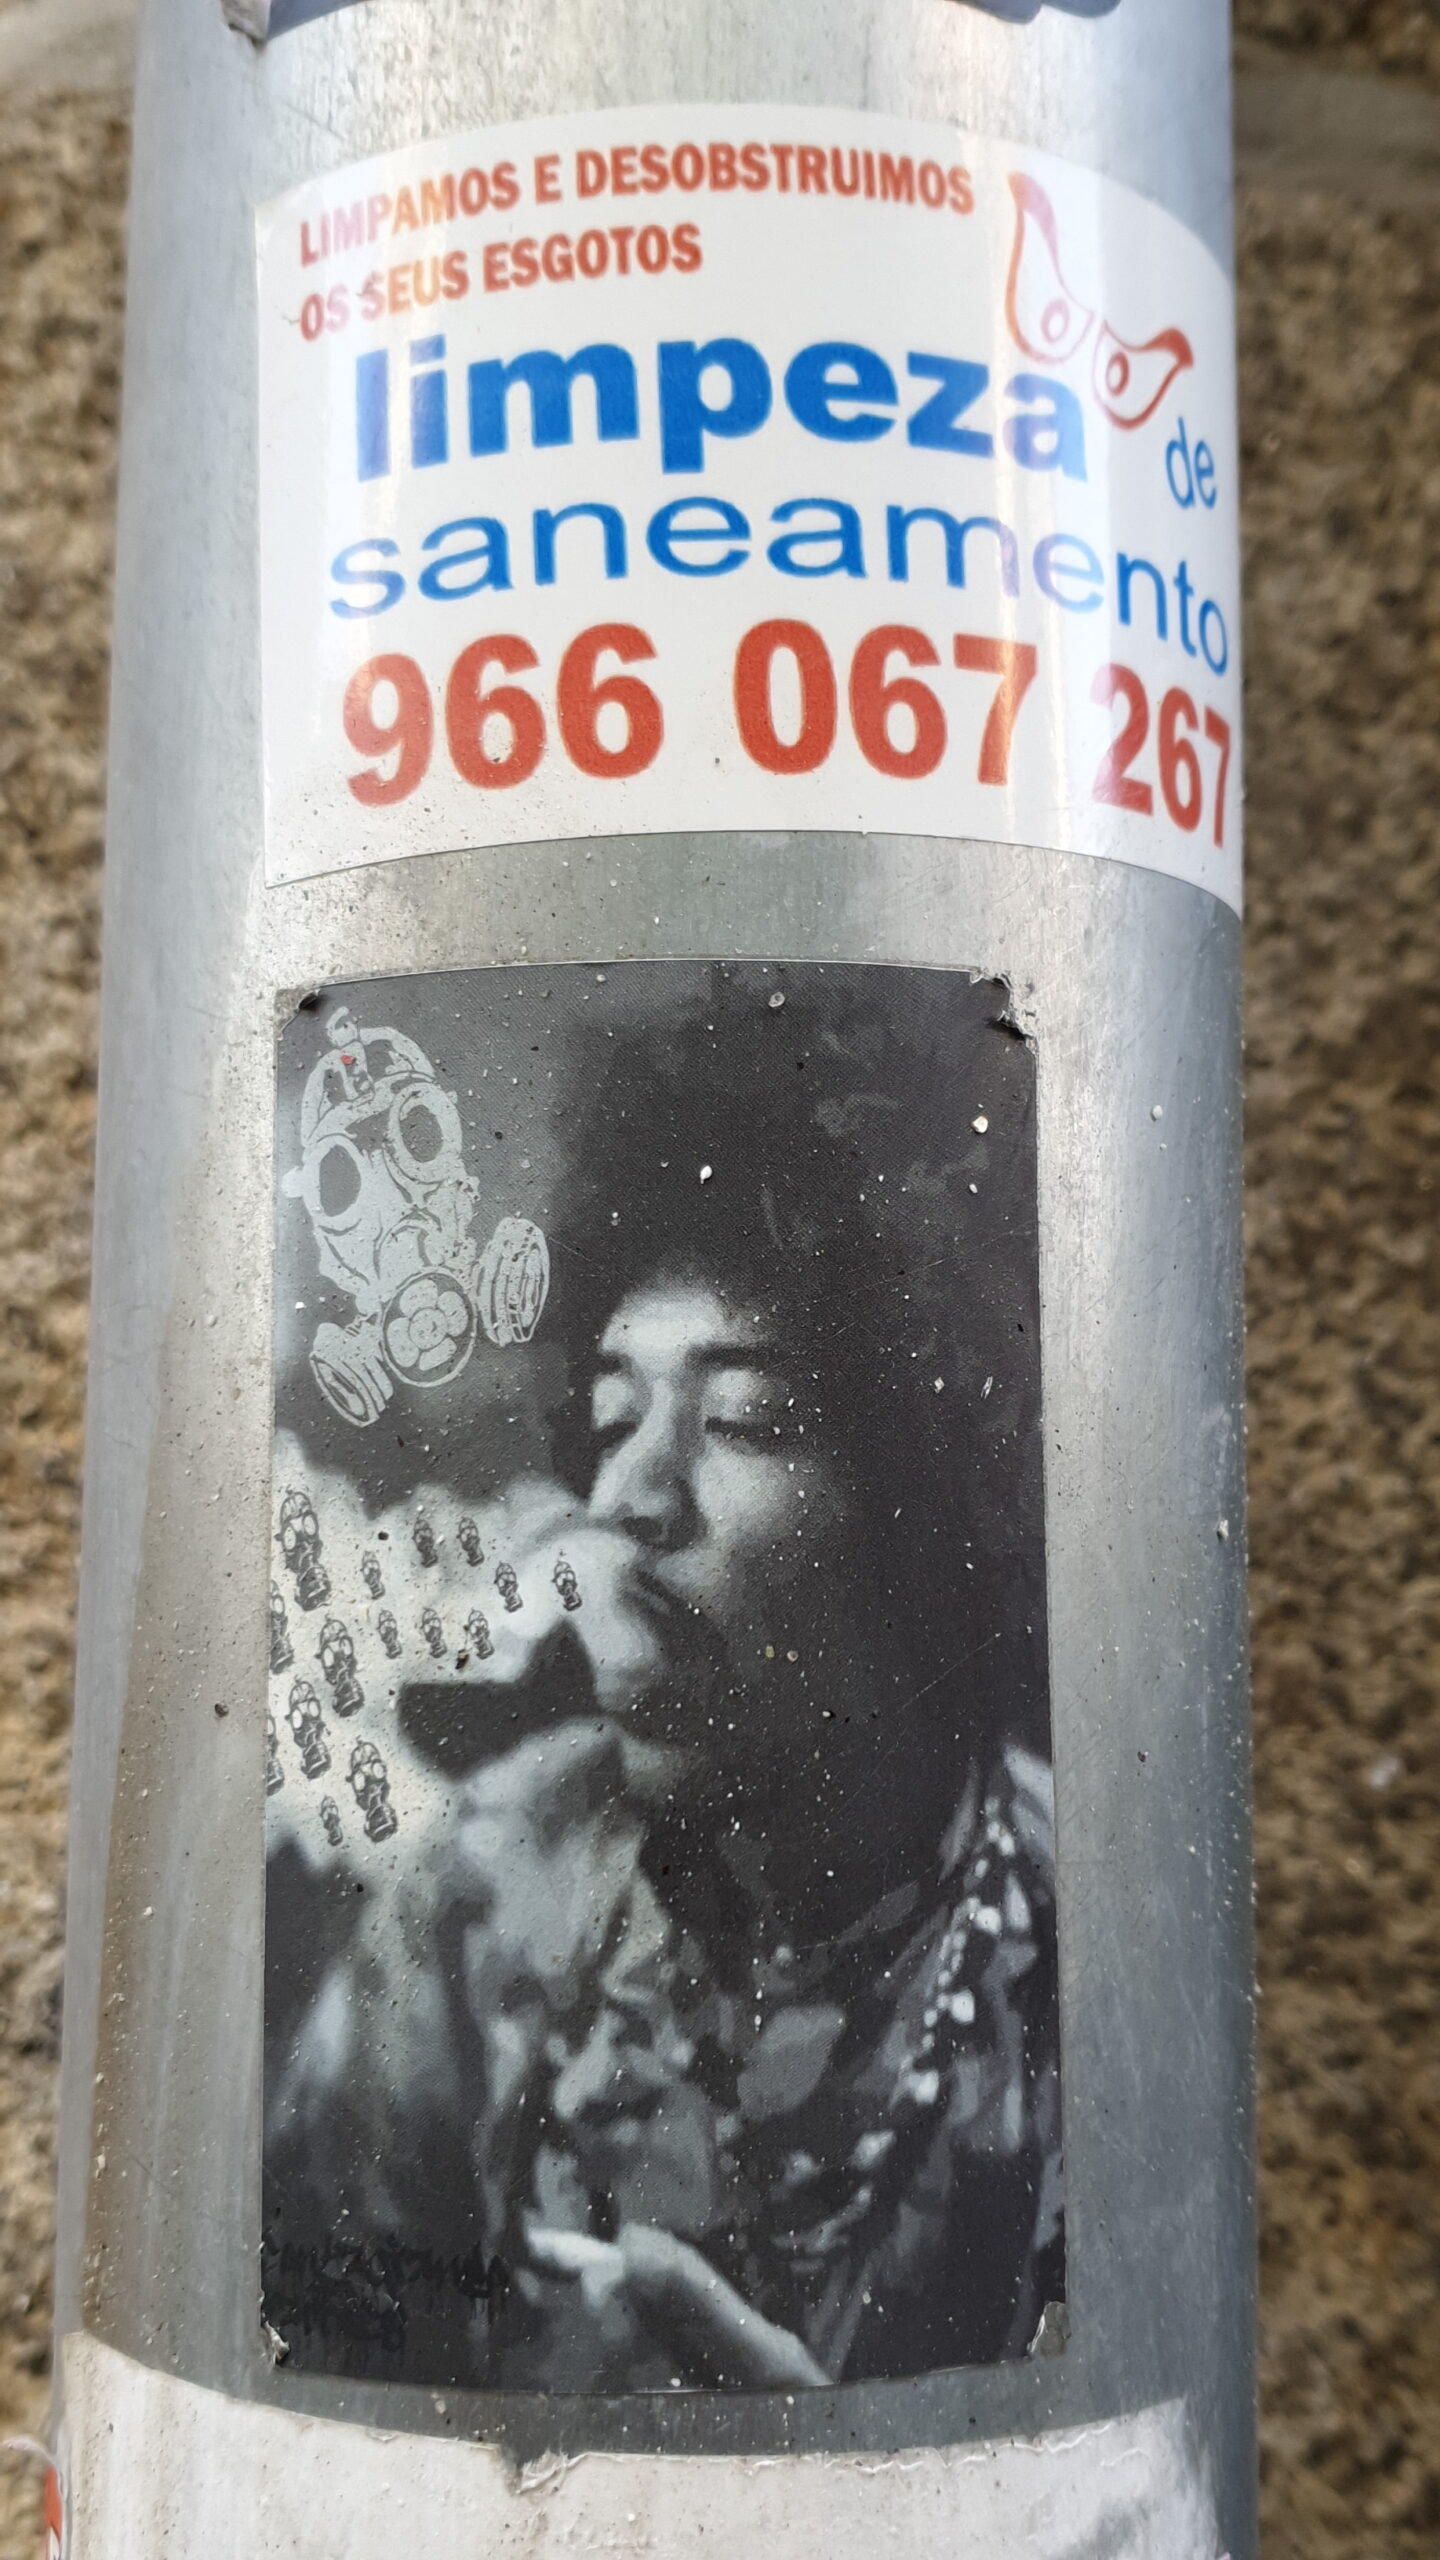 LIMPAMOS E DESOBSTRUIMOS
OS SEUS ESGOTOS
limpeza de
saneamento
966 067 267